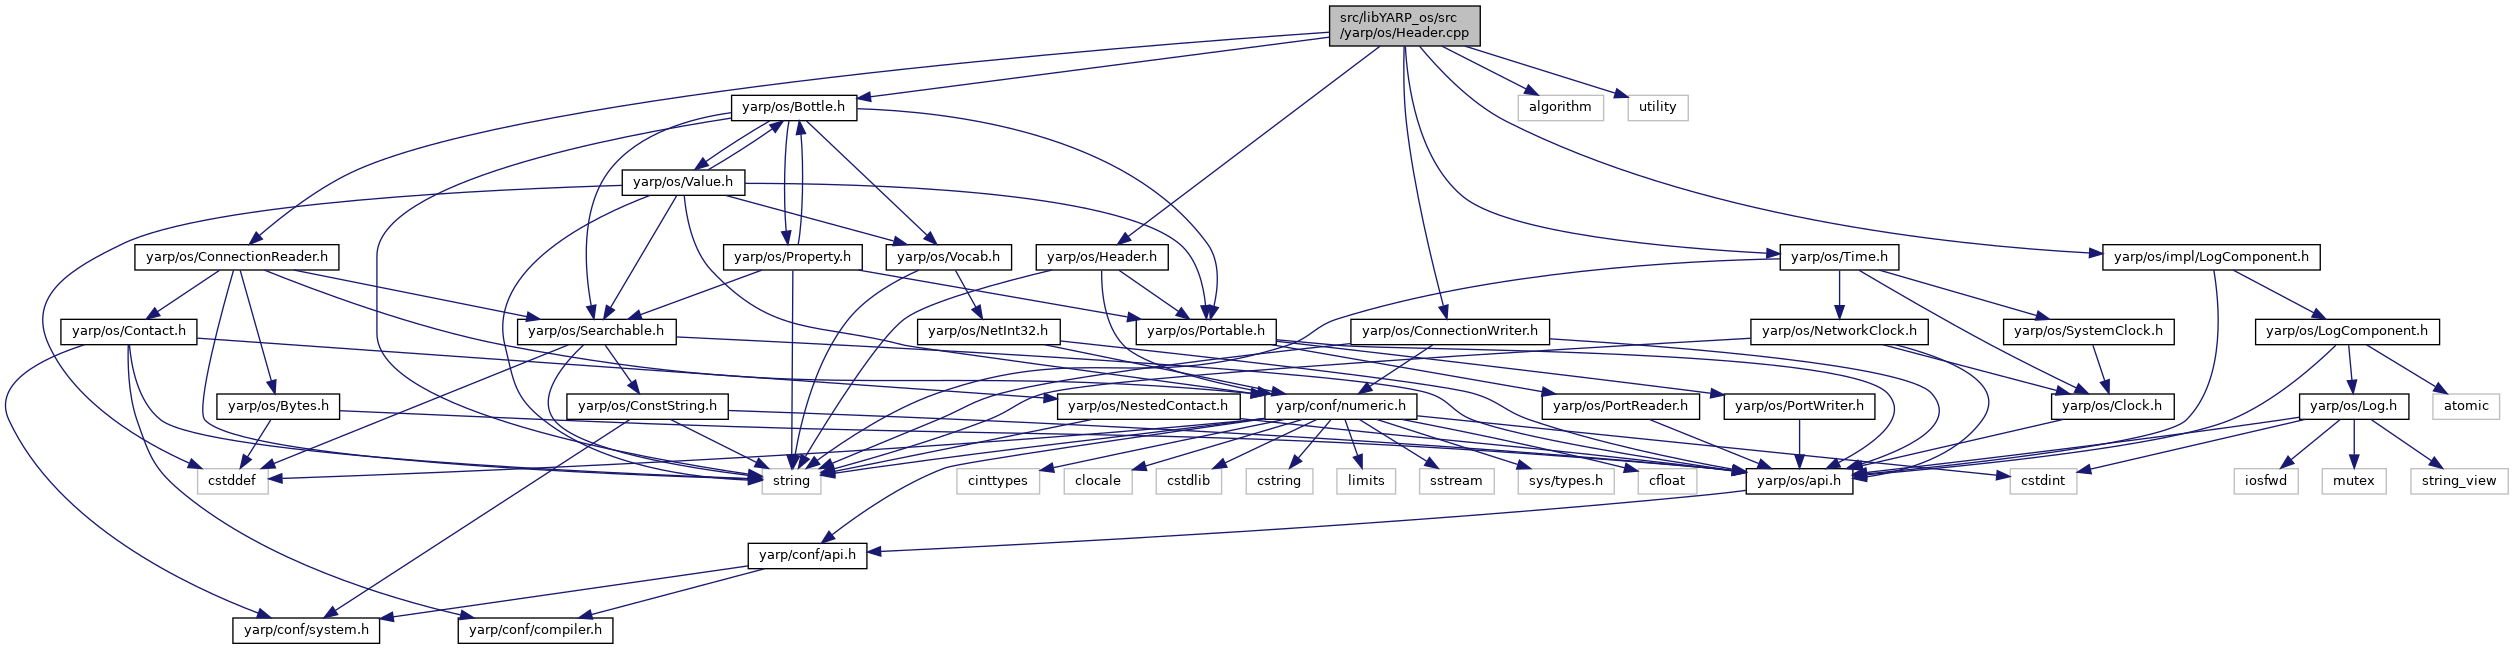 src/libYARP_os/src
/yarp/os/Header.cpp
yarp/os/Bottle.h
algorithm
utility
yarp/os/Value.h
yarp/os/ConnectionReader.h
yarp/os/Property.h
yarp/os/Vocab.h
yarp/os/Header.h
yarp/os/Time.h
yarp/os/impl/LogComponent.h
yarp/os/Contact.h
yarp/os/Searchable.h
yarp/os/NetInt32.h
yarp/os/Portable.h
yarp/os/ConnectionWriter.h
yarp/os/NetworkClock.h
yarp/os/SystemClock.h
yarp/os/LogComponent.h
yarp/os/Bytes.h
yarp/os/ConstString.h
yarp/os/NestedContact.h
yarp/conf/numeric.h
yarp/os/PortReader.h
yarp/os/PortWriter.h
yarp/os/Clock.h
yarp/os/Log.h
atomic
cstddef
string
cinttypes
clocale
cstdlib
cstring
limits
sstream
sys/types.h
cfloat
yarp/os/api.h
cstdint
iosfwd
mutex
string_view
yarp/conf/api.h
yarp/conf/system.h
yarp/conf/compiler.h